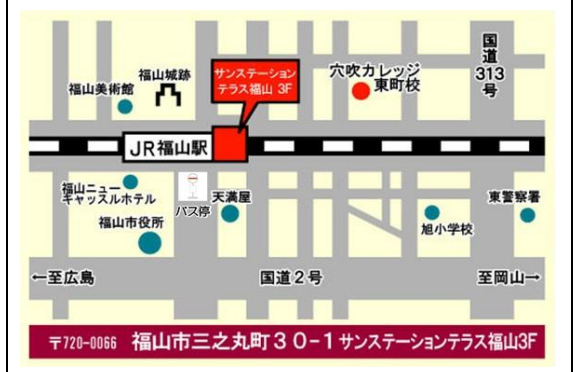 国道313号
サンステーション
テラス福山 3F
穴吹カレッジ
東町校
福山城跡
福山美術館
JR福山駅
福山ニュー
キャッスルホテル
バス停
天満屋
東警察署
旭小学校
福山市役所
←至広島
国道2号
至岡山→
〒720-0066 福山市三之丸町30-1サンステーションテラス福山3F